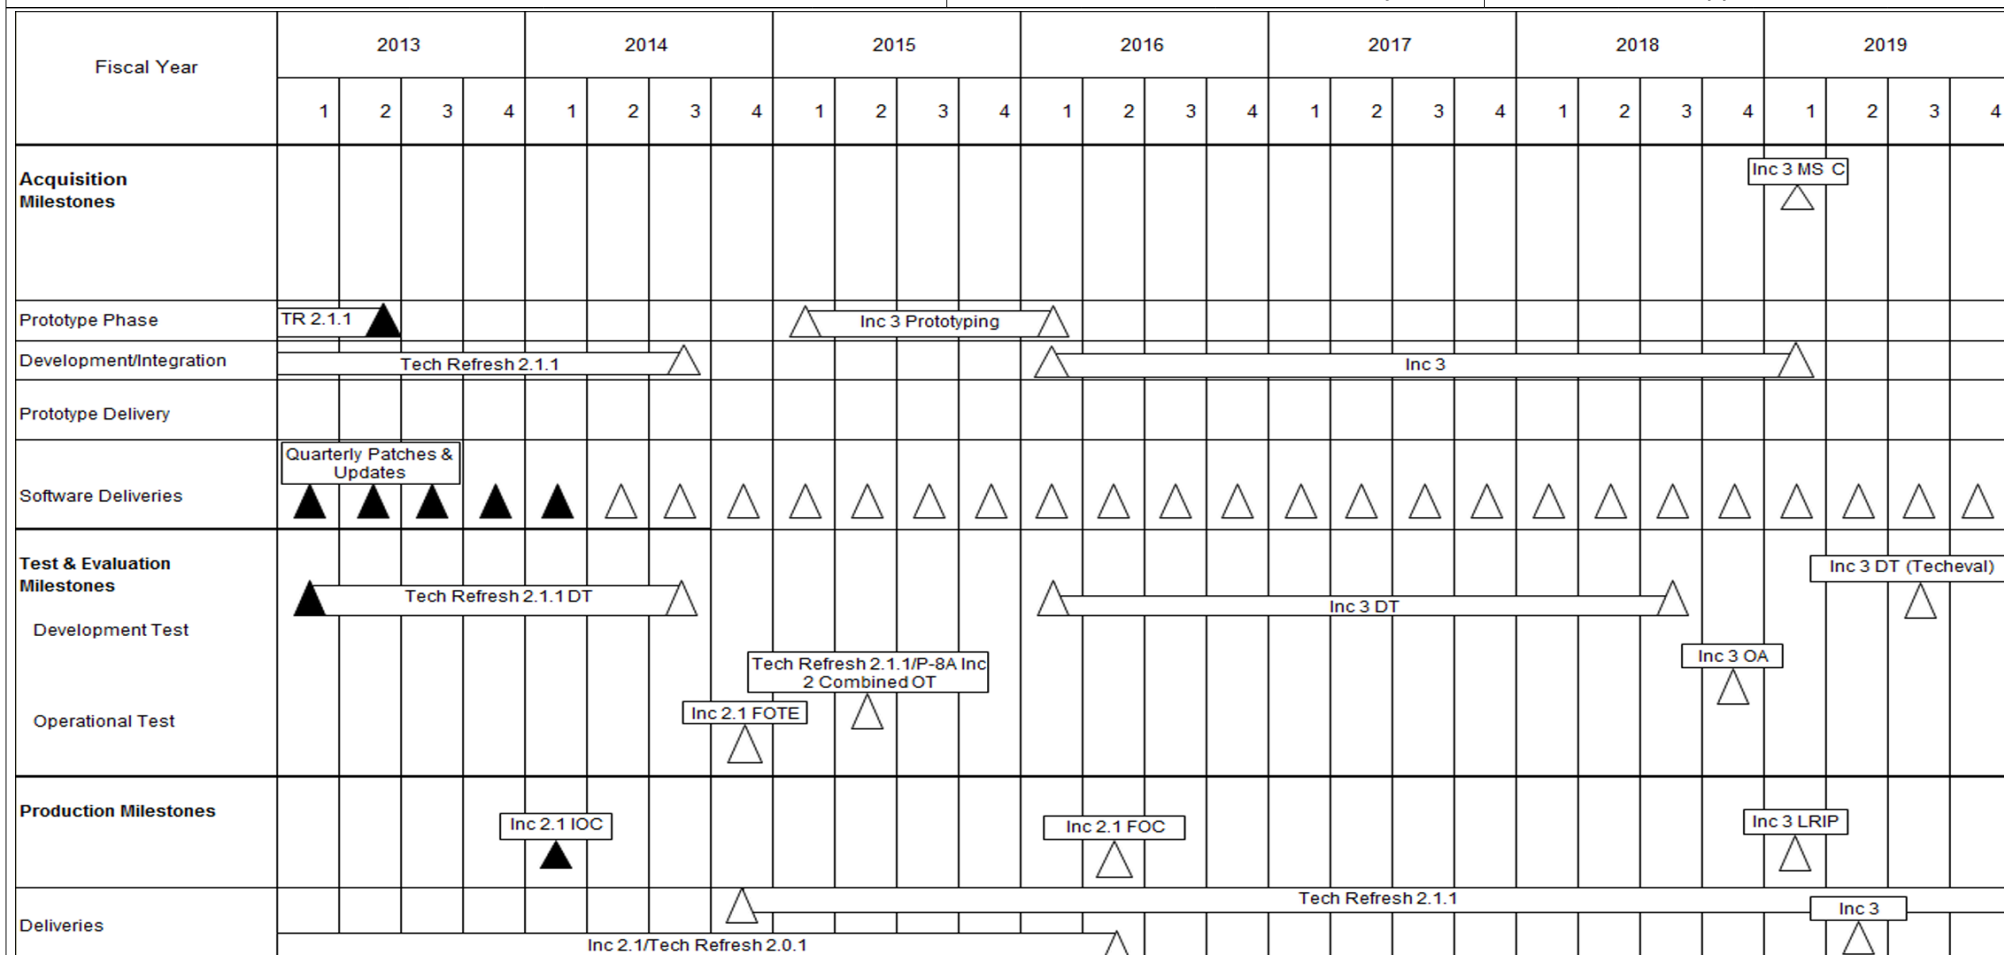 Fiscal Year
2013 2014 2015 2016 2017 2018 2019
1 2 3 4 1 2 3 4 1 2 3 4 1 2 3 4 1 2 3 4 1 2 3 4 1 2 3 4
Acquisition
Milestones
Inc 3 MS C
Prototype Phase
TR 2.1.1
Inc 3 Prototyping
Development/Integration
Tech Refresh 2.1.1
Inc 3
Prototype Delivery
Quarterly Patches &
Updates
Software Deliveries
Test & Evaluation
Milestones
Inc 3 DT (Techeval)
Tech Refresh 2.1.1 DT
Inc 3 DT
Development Test
Tech Refresh 2.1.1/P-8A Inc
2 Combined OT
Inc 3 OA
Inc 2.1 FOTE
Operational Test
Production Milestones
Inc 2.1 IOC
Inc 2.1 FOC
Inc 3 LRIP
Tech Refresh 2.1.1
Inc 3
Deliveries
Inc 2.1/Tech Refresh 2.0.1